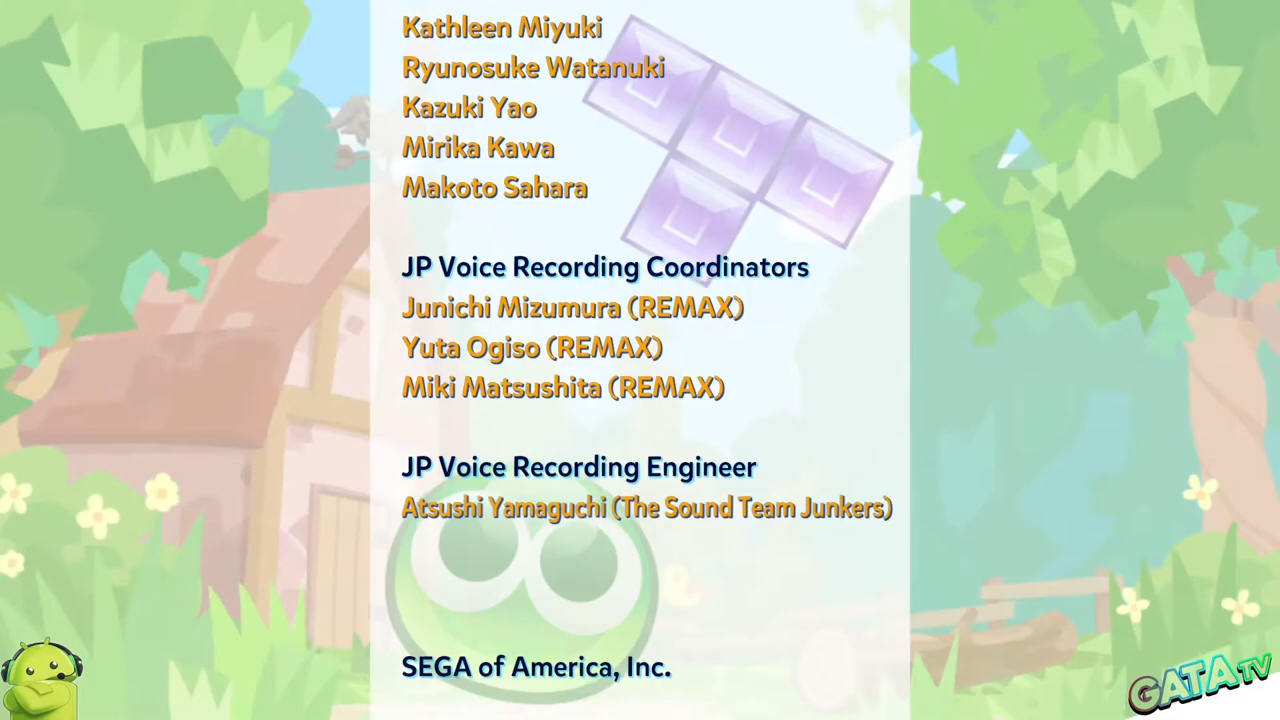 Kathleen Miyuki
Ryunosuke Watanuki
Kazuki Yao
Mirika Kawa
Makoto Sahara
JP Voice Recording Coordinators
Junichi Mizumura (REMAX)
Yuta Ogiso (REMAX)
Miki Matsushita (REMAX)
JP Voice Recording Engineer
Atsushi Yamaguchi (The Sound Team Junkers)
SEGA of America, Inc.
GATA TV